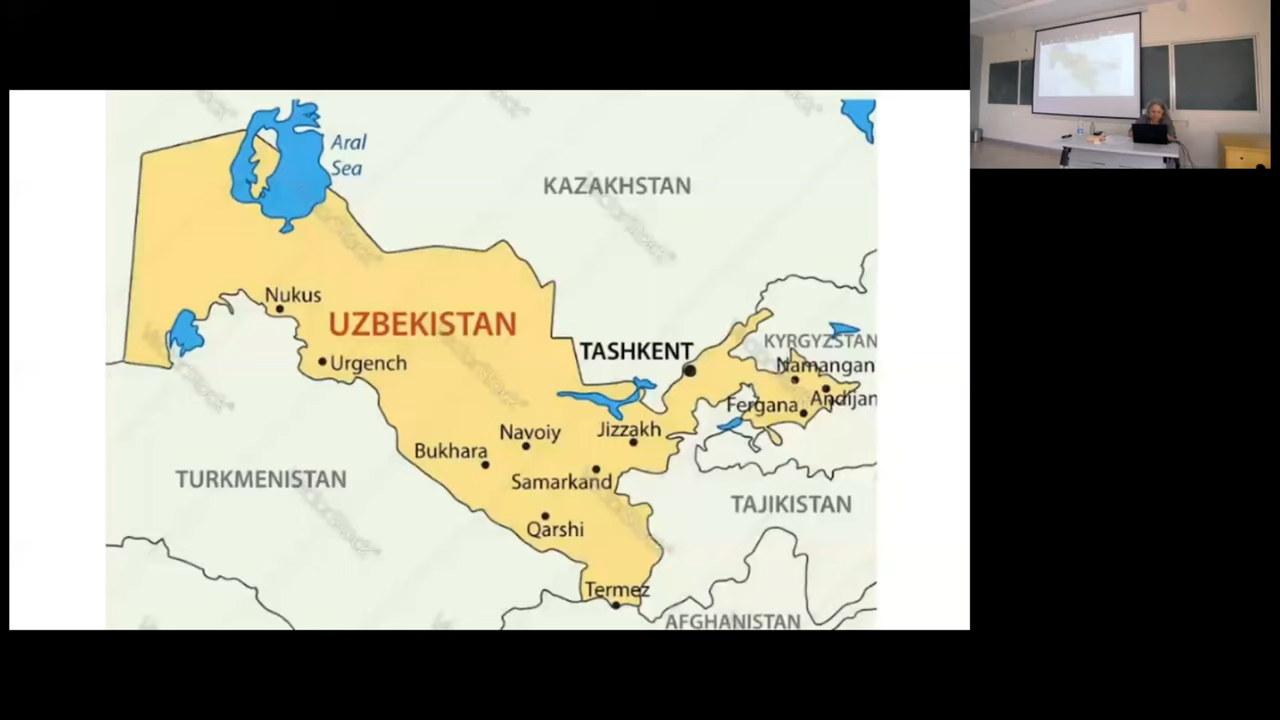 Aral
Sea
KAZAKHSTAN
Nukus
UZBEKISTAN
TASHKENT
KYRGYZSTAN
Urgench
Namangan
Andijan
Fergana
Navoiy
Jizzakh
Bukhara
TURKMENISTAN
Samarkand
TAJIKISTAN
Qarshi
Termez
AFGHANISTAN